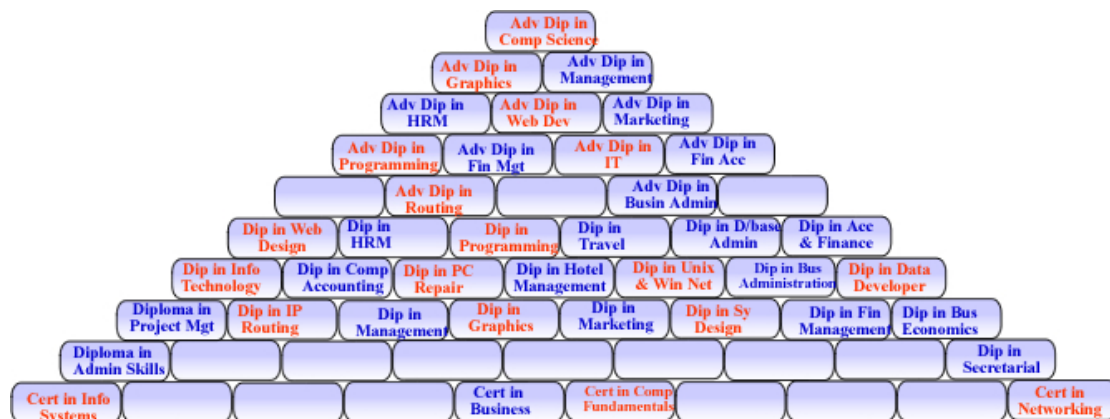 Adv Dip in
Comp Science
Adv Dip in
Graphics
Adv Dip in
Management
Adv Dip in
HRM
Adv Dip in
Web Dev
Adv Dip in
Marketing
Adv Dip in
Programming
Adv Dip in
Fin Mgt
Adv Dip in
IT
Adv Dip in
Fin Acc
Adv Dip in
Routing
Adv Dip in
Busin Admin
Dip in Web
Design
Dip in
HRM
Dip in
Programming
Dip in
Travel
Dip in D/base
Admin
Dip in Acc
& Finance
Dip in Info
Technology
Dip in Comp
Accounting
Dip in PC
Repair
Dip in Hotel
Management
Dip in Unix
& Win Net
Dip in Bus
Administration
Dip in Data
Developer
Diploma in
Project Mgt
Dip in IP
Routing
Dip in
Management
Dip in
Graphics
Dip in
Marketing
Dip in Sy
Design
Dip in Fin
Management
Dip in Bus
Economics
Diploma in
Admin Skills
Dip in
Secretarial
Cert in Info
Systems
Cert in
Business
Cert in Comp
Fundamentals
Cert in
Networking